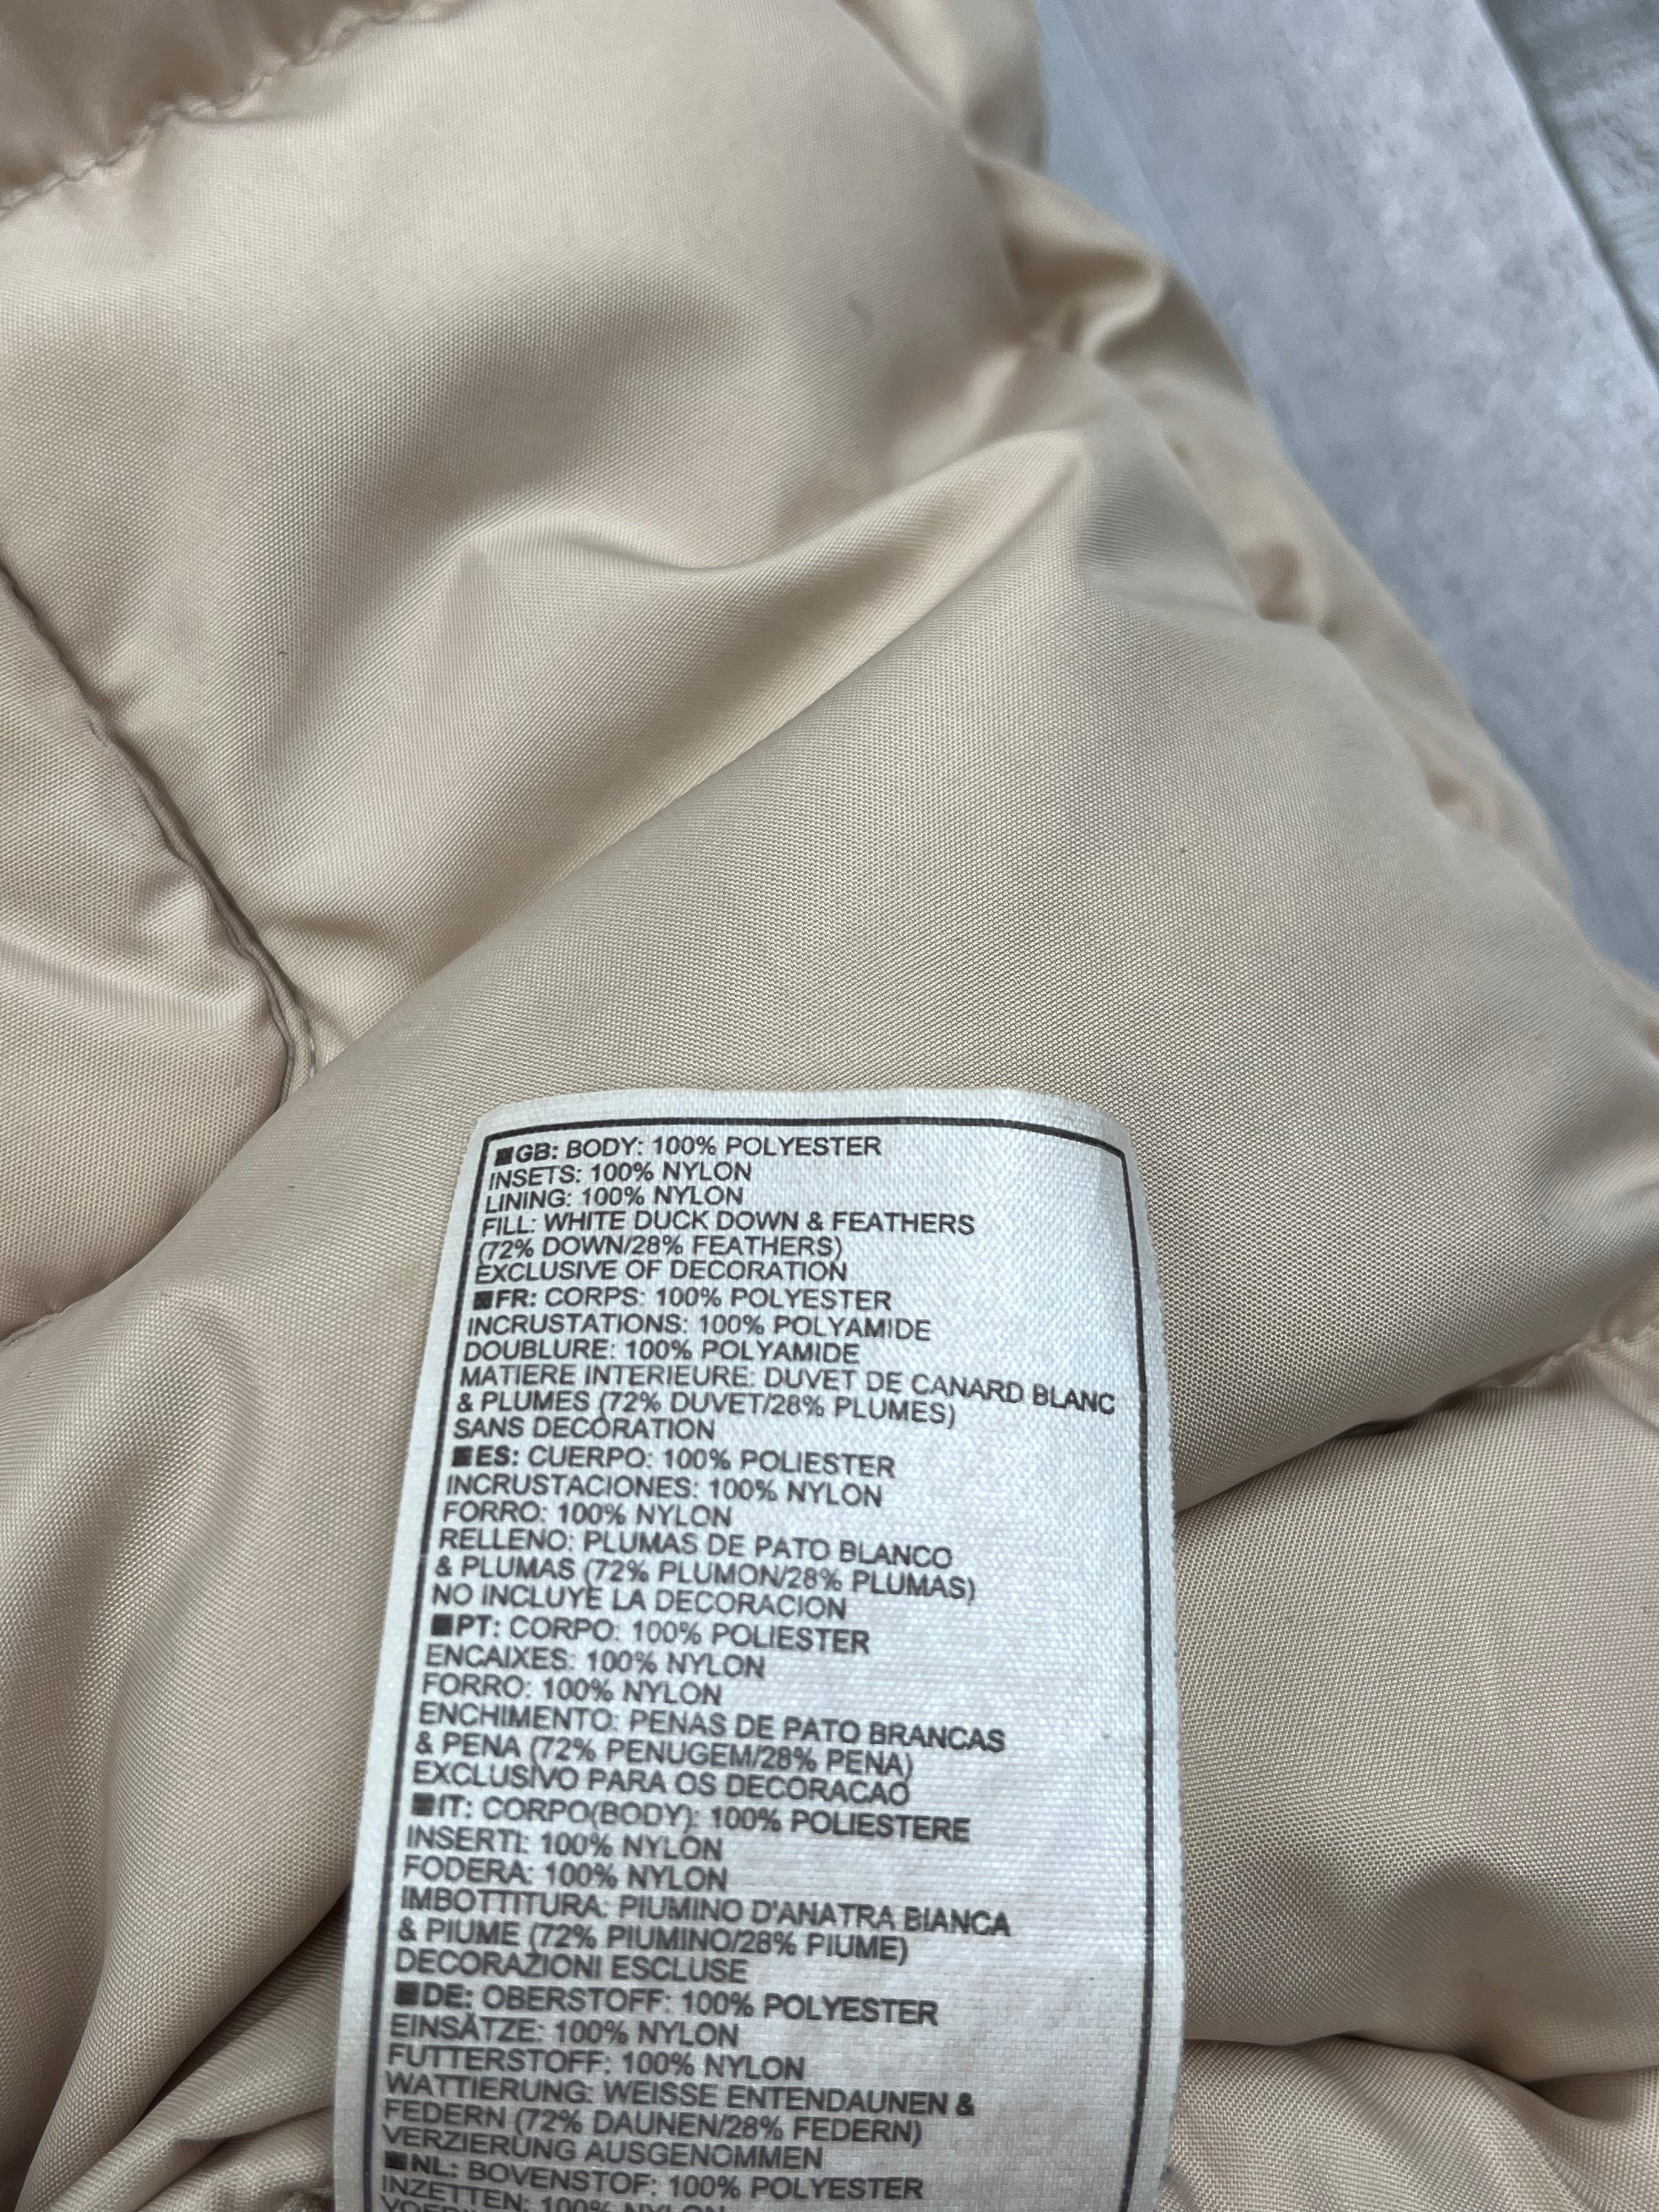 GB: BODY: 100% POLYESTER
INSETS: 100% NYLON
LINING: 100% NYLON
FILL: WHITE DUCK DOWN & FEATHERS
(72% DOWN/28% FEATHERS)
EXCLUSIVE OF DECORATION
FR: CORPS: 100% POLYESTER
INCRUSTATIONS: 100% POLYAMIDE
DOUBLURE: 100% POLYAMIDE
MATIERE INTERIEURE: DUVET DE CANARD BLANC
& PLUMES (72% DUVET/28% PLUMES)
SANS DECORATION
ES: CUERPO: 100% POLIESTER
INCRUSTACIONES: 100% NYLON
FORRO: 100% NYLON
RELLENO: PLUMAS DE PATO BLANCO
& PLUMAS (72% PLUMON/28% PLUMAS)
NO INCLUYE LA DECORACION
PT: CORPO: 100% POLIESTER
ENCAIXES: 100% NYLON
FORRO: 100% NYLON
ENCHIMENTO: PENAS DE PATO BRANCAS
& PENA (72% PENUGEM/28% PENA)
EXCLUSIVO PARA OS DECORACAO
IT: CORPO(BODY): 100% POLIESTERE
INSERTI: 100% NYLON
FODERA: 100% NYLON
IMBOTTITURA: PIUMINO D'ANATRA BIANCA
& PIUME (72% PIUMINO/28% PIUME)
DECORAZIONI ESCLUSE
DE: OBERSTOFF: 100% POLYESTER
EINSÄTZE: 100% NYLON
FUTTERSTOFF: 100% NYLON
WATTIERUNG: WEISSE ENTENDAUNEN &
FEDERN (72% DAUNEN/28% FEDERN)
VERZIERUNG AUSGENOMMEN
NL: BOVENSTOF: 100% POLYESTER
INZETTEN: 100% NYLON